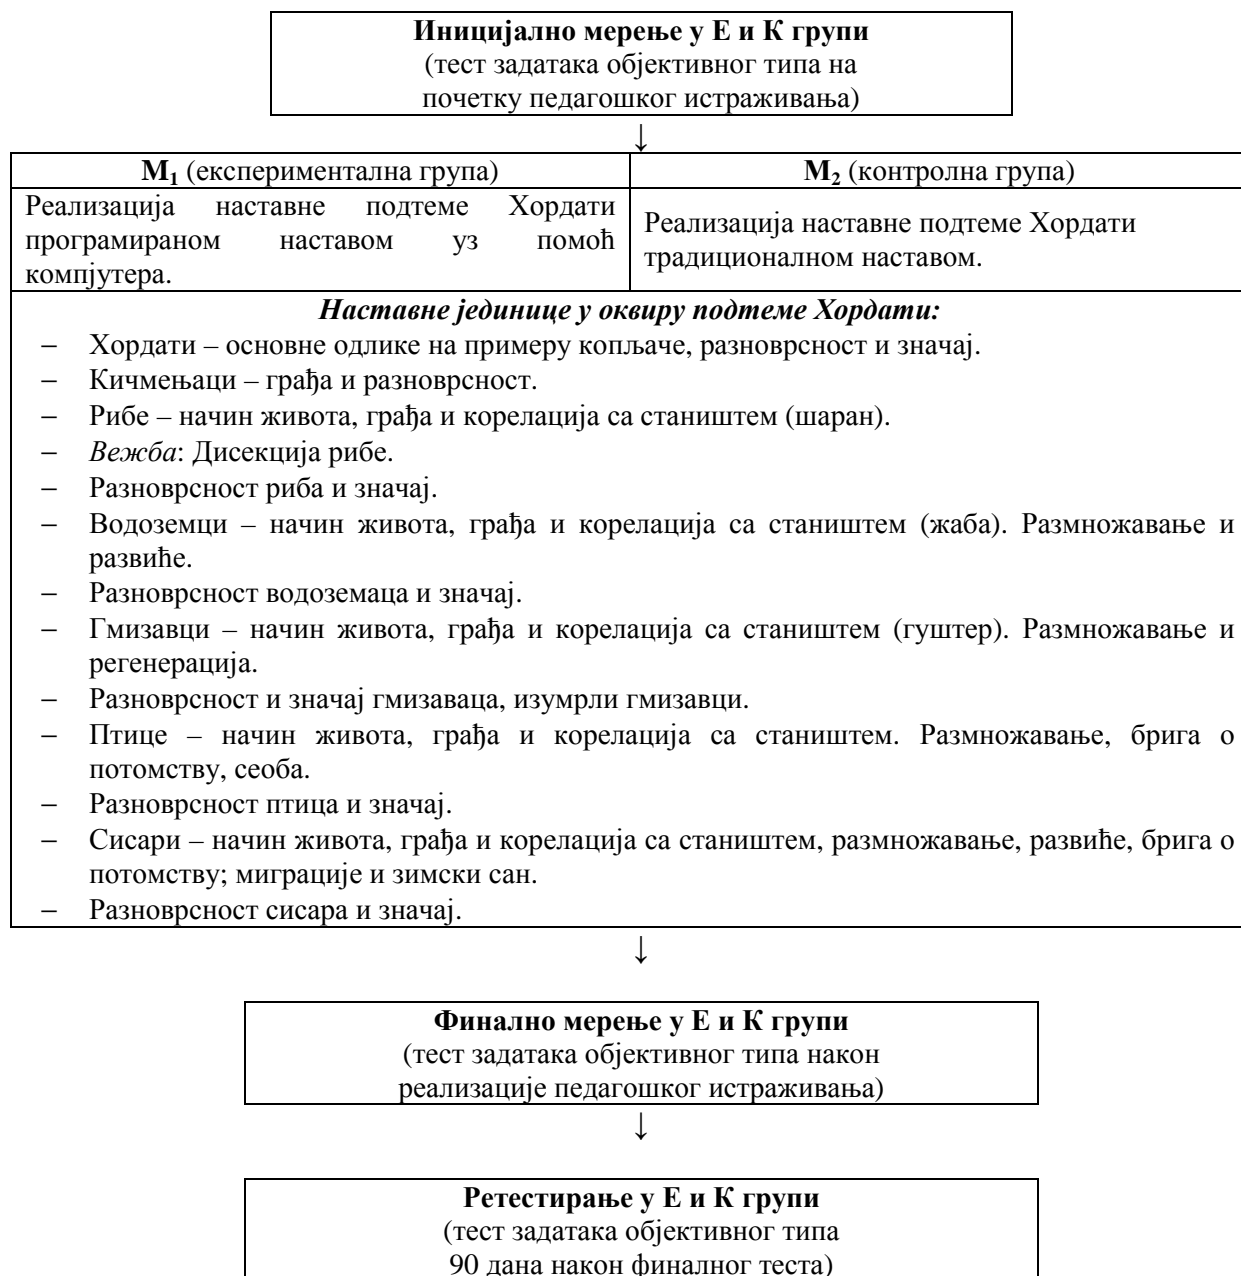 Иницијално мерење у Е и К групи
(тест задатака објективног типа на
почетку педагошког истраживања)
↓
М₁ (експериментална група)
М₂ (контролна група)
Реализација наставне подтеме Хордати
програмираном наставом уз помоћ
компјутера.
Реализација наставне подтеме Хордати
традиционалном наставом.
Наставне јединице у оквиру подтеме Хордати:
– Хордати – основне одлике на примеру копљаче, разноврсност и значај.
– Кичмењаци – грађа и разноврсност.
– Рибе – начин живота, грађа и корелација са стаништем (шаран).
– Вежба: Дисекција рибе.
– Разноврсност риба и значај.
– Водоземци – начин живота, грађа и корелација са стаништем (жаба). Размножавање и
развиће.
– Разноврсност водоземаца и значај.
– Гмизавци – начин живота, грађа и корелација са стаништем (гуштер). Размножавање и
регенерација.
– Разноврсност и значај гмизаваца, изумрли гмизавци.
– Птице – начин живота, грађа и корелација са стаништем. Размножавање, брига о
потомству, сеоба.
– Разноврсност птица и значај.
– Сисари – начин живота, грађа и корелација са стаништем, размножавање, развиће, брига о
потомству; миграције и зимски сан.
– Разноврсност сисара и значај.
↓
Финално мерење у Е и К групи
(тест задатака објективног типа након
реализације педагошког истраживања)
↓
Ретестирање у Е и К групи
(тест задатака објективног типа
90 дана након финалног теста)